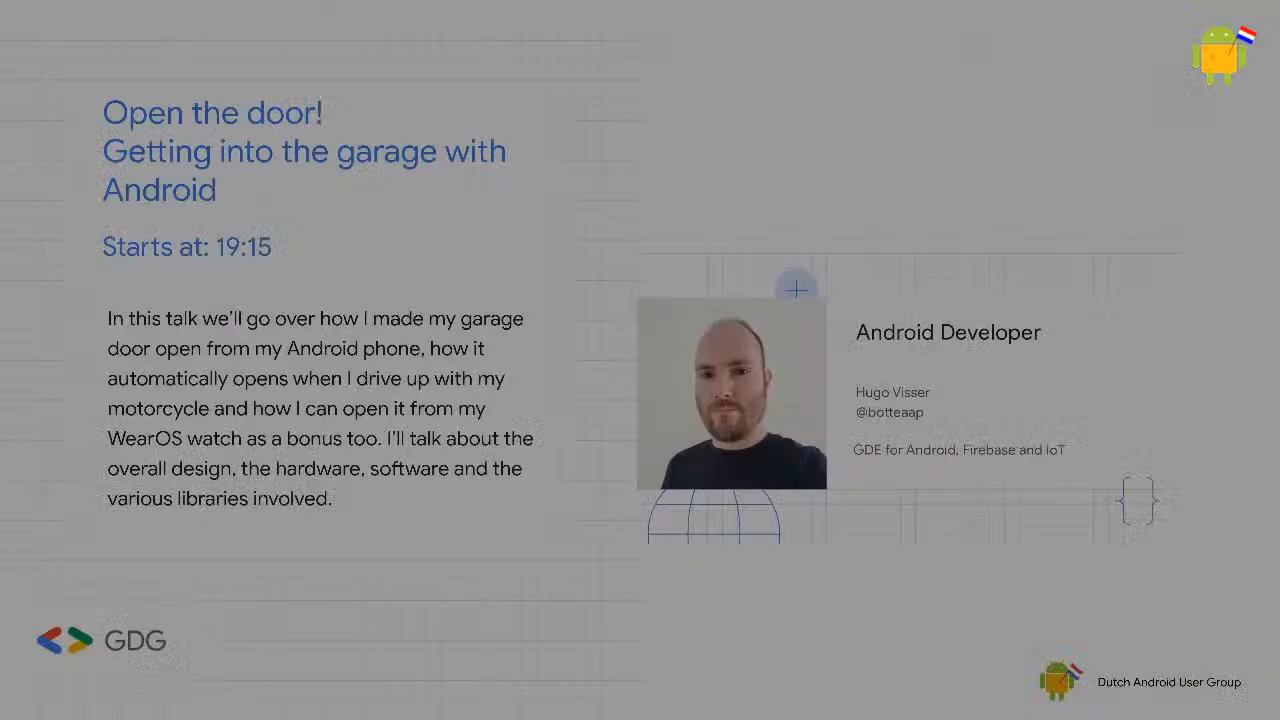 Open the door!
Getting into the garage with
Android
Starts at: 19:15
In this talk we'll go over how I made my garage
door open from my Android phone, how it
automatically opens when I drive up with my
motorcycle and how I can open it from my
WearOS watch as a bonus too. I'll talk about the
overall design, the hardware, software and the
various libraries involved.
Android Developer
Hugo Visser
@botteaap
GDE for Android, Firebase and IoT
GDG
Dutch Android User Group